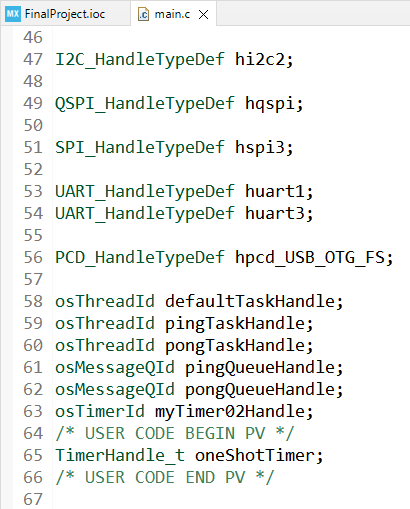 MX FinalProject.ioc main.c
46
47 I2C_HandleTypeDef hi2c2;
48
49 QSPI_HandleTypeDef hqspi;
50
51 SPI_HandleTypeDef hspi3;
52
53 UART_HandleTypeDef huart1;
54 UART_HandleTypeDef huart3;
55
56 PCD_HandleTypeDef hpcd_USB_OTG_FS;
57
58 osThreadId defaultTaskHandle;
59 osThreadId pingTaskHandle;
60 osThreadId pongTaskHandle;
61 osMessageQId pingQueueHandle;
62 osMessageQId pongQueueHandle;
63 osTimerId myTimer02Handle;
64 /* USER CODE BEGIN PV */
65 TimerHandle_t oneShotTimer;
66 /* USER CODE END PV */
67